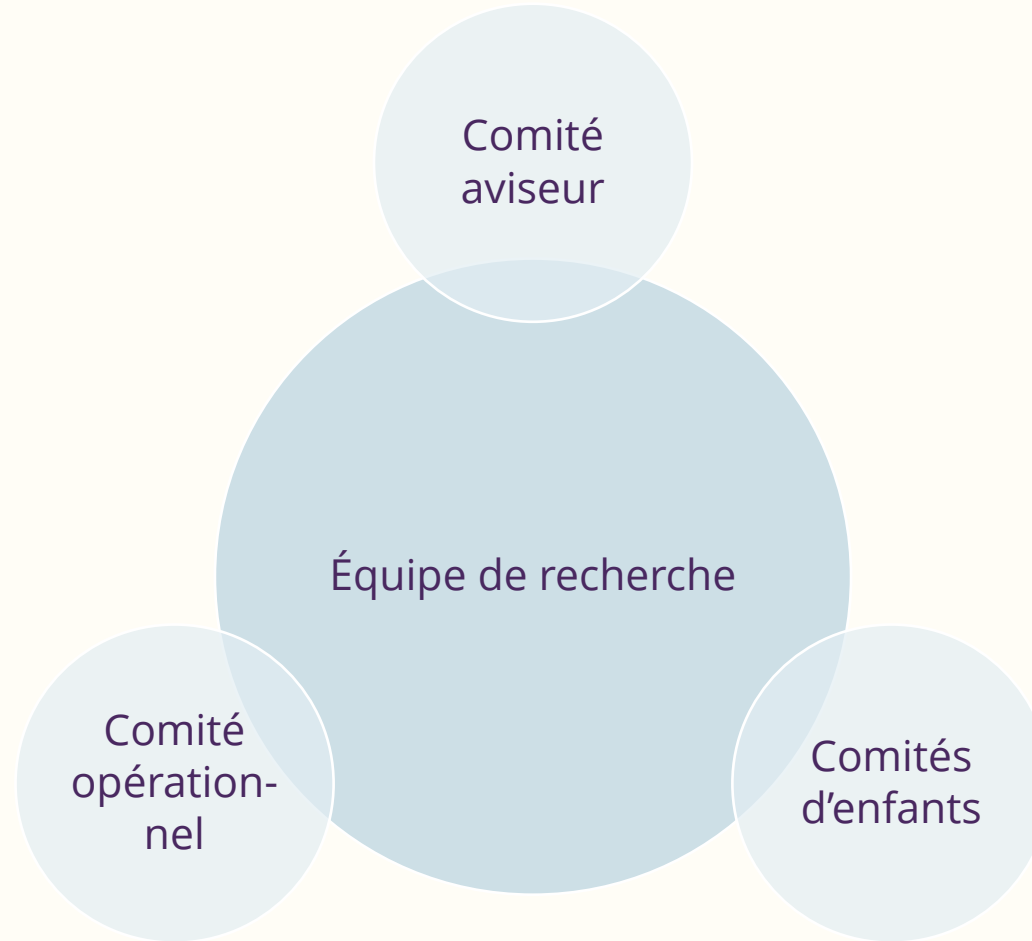 Comité
aviseur
Équipe de recherche
Comité
opération-
nel
Comités
d’enfants